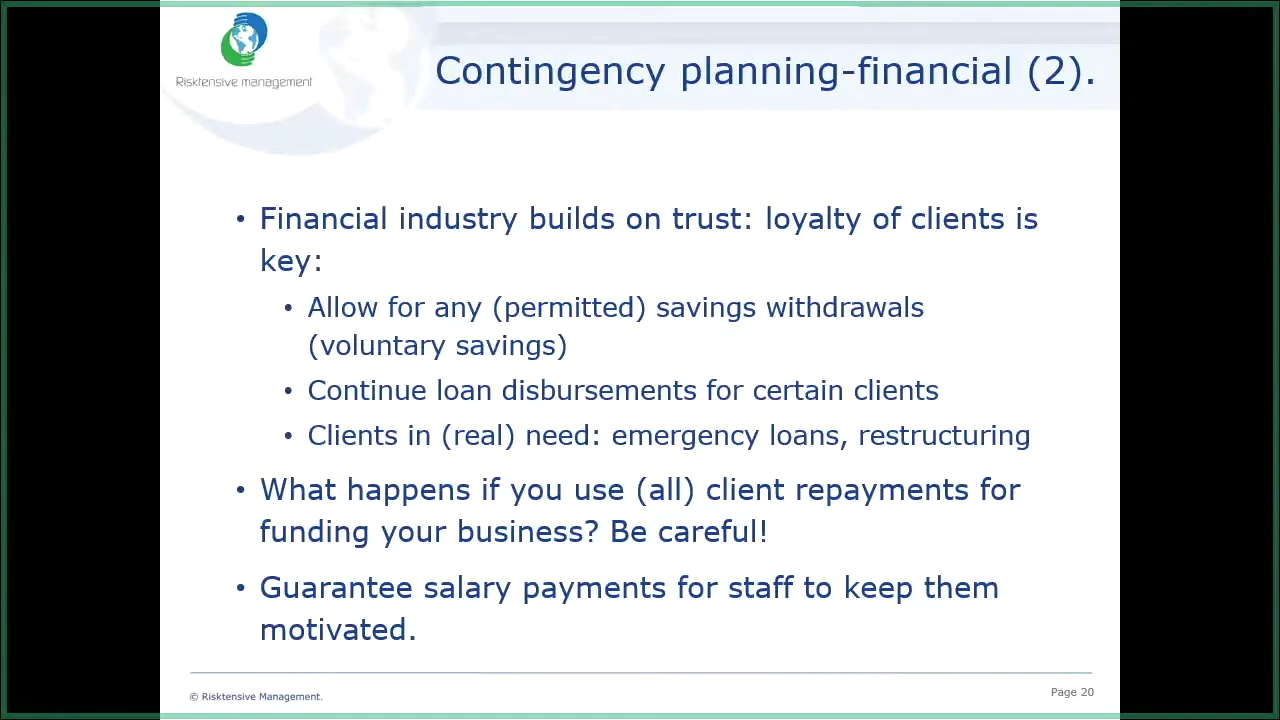 Risktensive management
Contingency planning-financial (2).
• Financial industry builds on trust: loyalty of clients is
key:
• Allow for any (permitted) savings withdrawals
(voluntary savings)
• Continue loan disbursements for certain clients
• Clients in (real) need: emergency loans, restructuring
• What happens if you use (all) client repayments for
funding your business? Be careful!
• Guarantee salary payments for staff to keep them
motivated.
© Risktensive Management.
Page 20